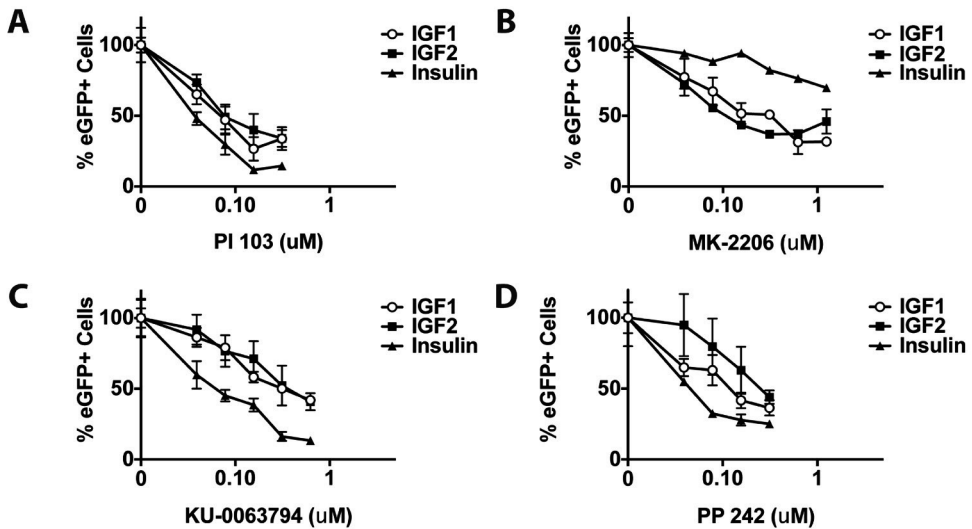 A
% eGFP+ Cells
100
50
0
0
0.10
1
PI 103 (uM)
IGF1
IGF2
Insulin
B
% eGFP+ Cells
100
50
0
0
0.10
1
MK-2206 (uM)
IGF1
IGF2
Insulin
C
% eGFP+ Cells
100
50
0
0
0.10
1
KU-0063794 (uM)
IGF1
IGF2
Insulin
D
% eGFP+ Cells
100
50
0
0
0.10
1
PP 242 (uM)
IGF1
IGF2
Insulin